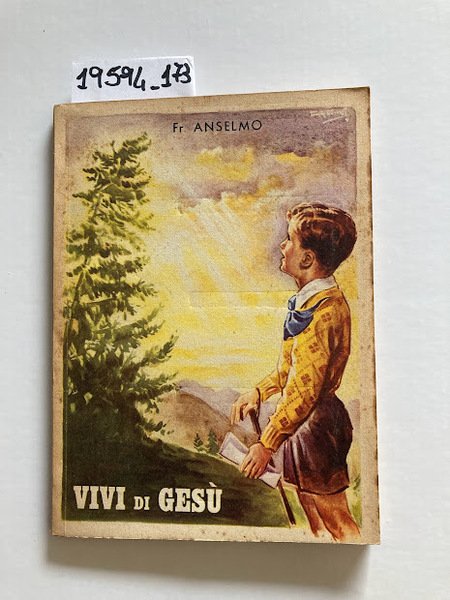 19594_173
Fr ANSELMO
VIVI DI GESÙ